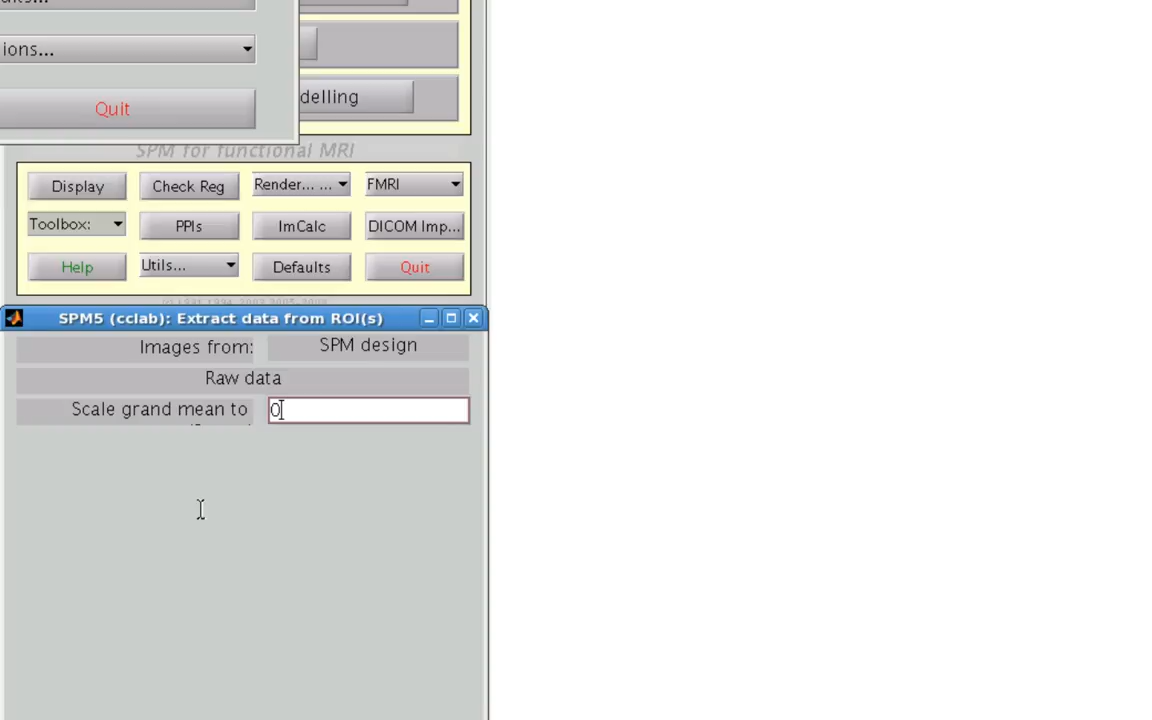 ions...
Quit
delling
SPM for functional MRI
Display Check Reg Render... ... FMRI
Toolbox: PPIs ImCalc DICOM Imp...
Help Utils... Defaults Quit
SPM5 (cclab): Extract data from ROI(s)
Images from: SPM design
Raw data
Scale grand mean to 0